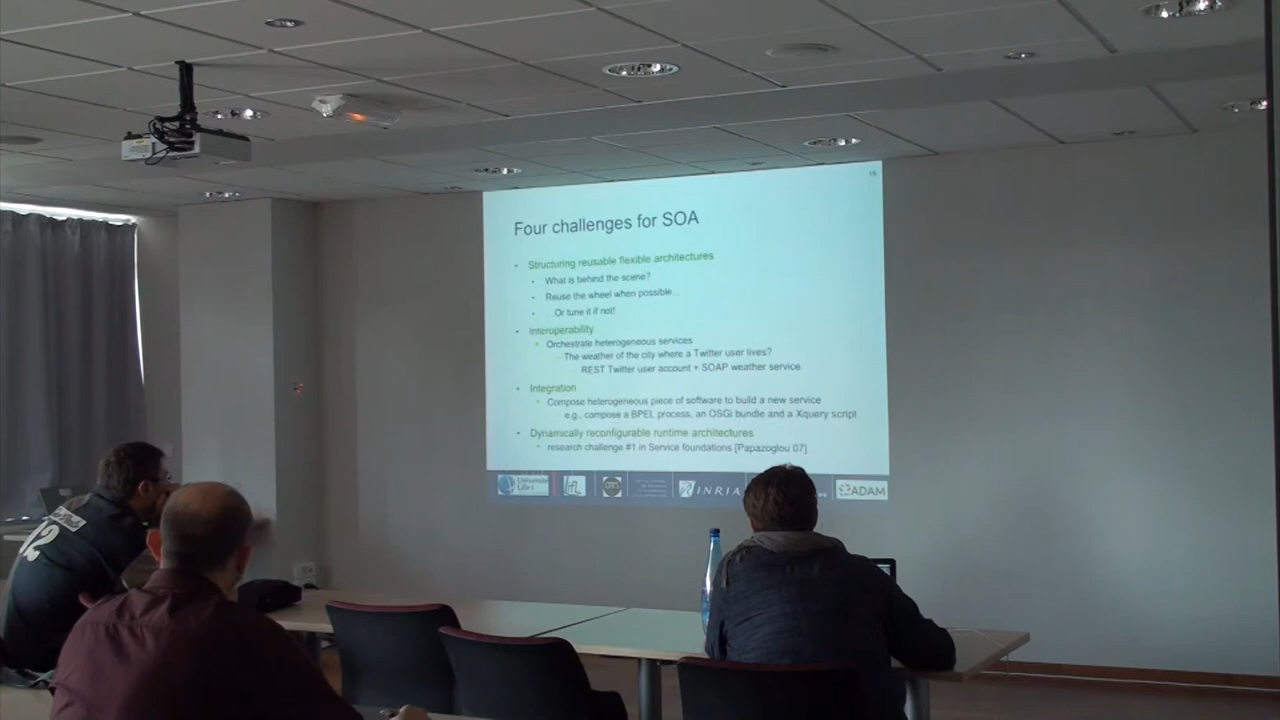 15
Four challenges for SOA
Structuring reusable flexible architectures
What is behind the scene?
Reuse the wheel when possible...
Or tune it if not!
Interoperability
Orchestrate heterogeneous services
The weather of the city where a Twitter user lives?
REST Twitter user account + SOAP weather service
Integration
Compose heterogeneous piece of software to build a new service
e.g., compose a BPEL process, an OSGi bundle and a Xquery script
Dynamically reconfigurable runtime architectures
research challenge #1 in Service foundations [Papazoglou 07]
Université
Lille1
INRIA
ADAM